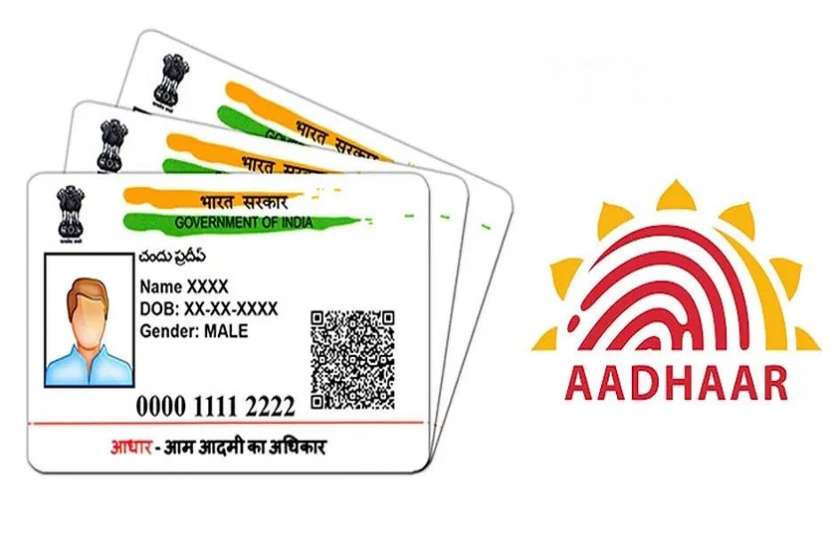 भारत सरकार
भारत सरकार
भारत सरकार
GOVERNMENT OF INDIA
చందు ప్రదీప్
Name XXXX
DOB: XX-XX-XXXX
Gender: MALE
0000 1111 2222
आधार - आम आदमी का अधिकार
AADHAAR